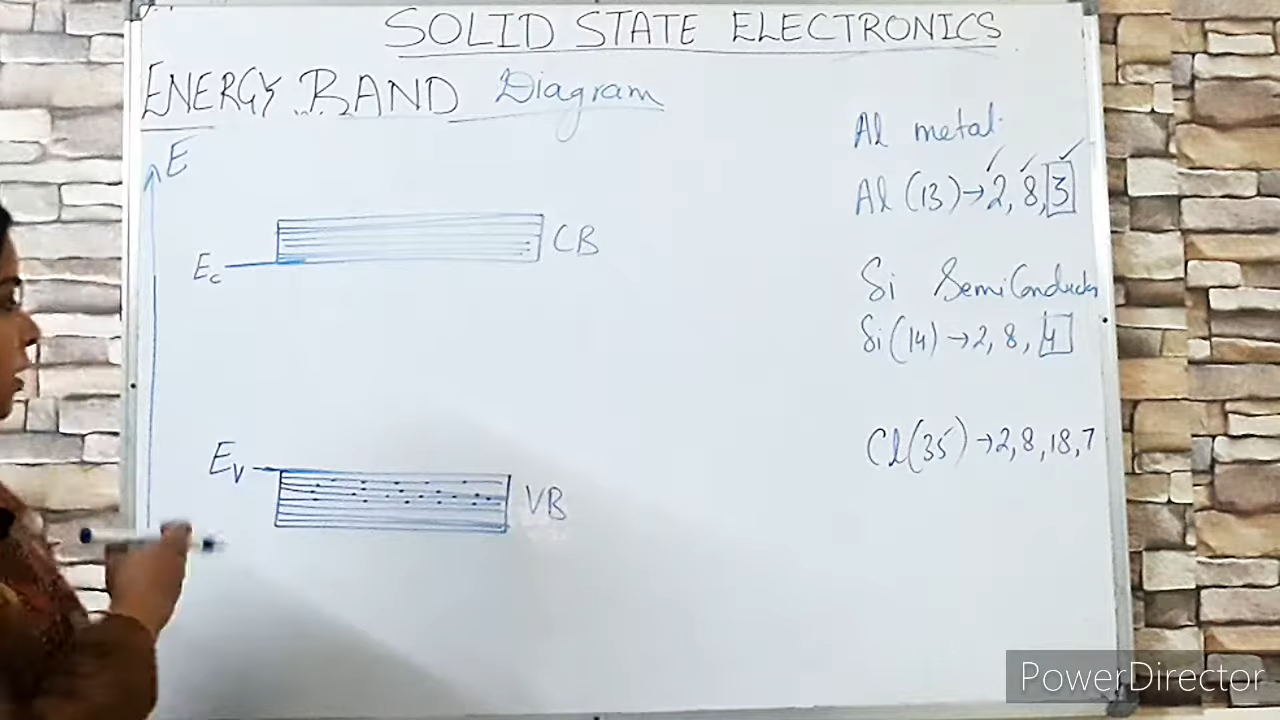 SOLID STATE ELECTRONICS
ENERGY BAND Diagram
E
Ec
CB
Ev
VB
Al metal
Al (13) → 2, 8, 3
Si SemiConductor
Si (14) → 2, 8, 4
Cl (35) → 2, 8, 18, 7
PowerDirector